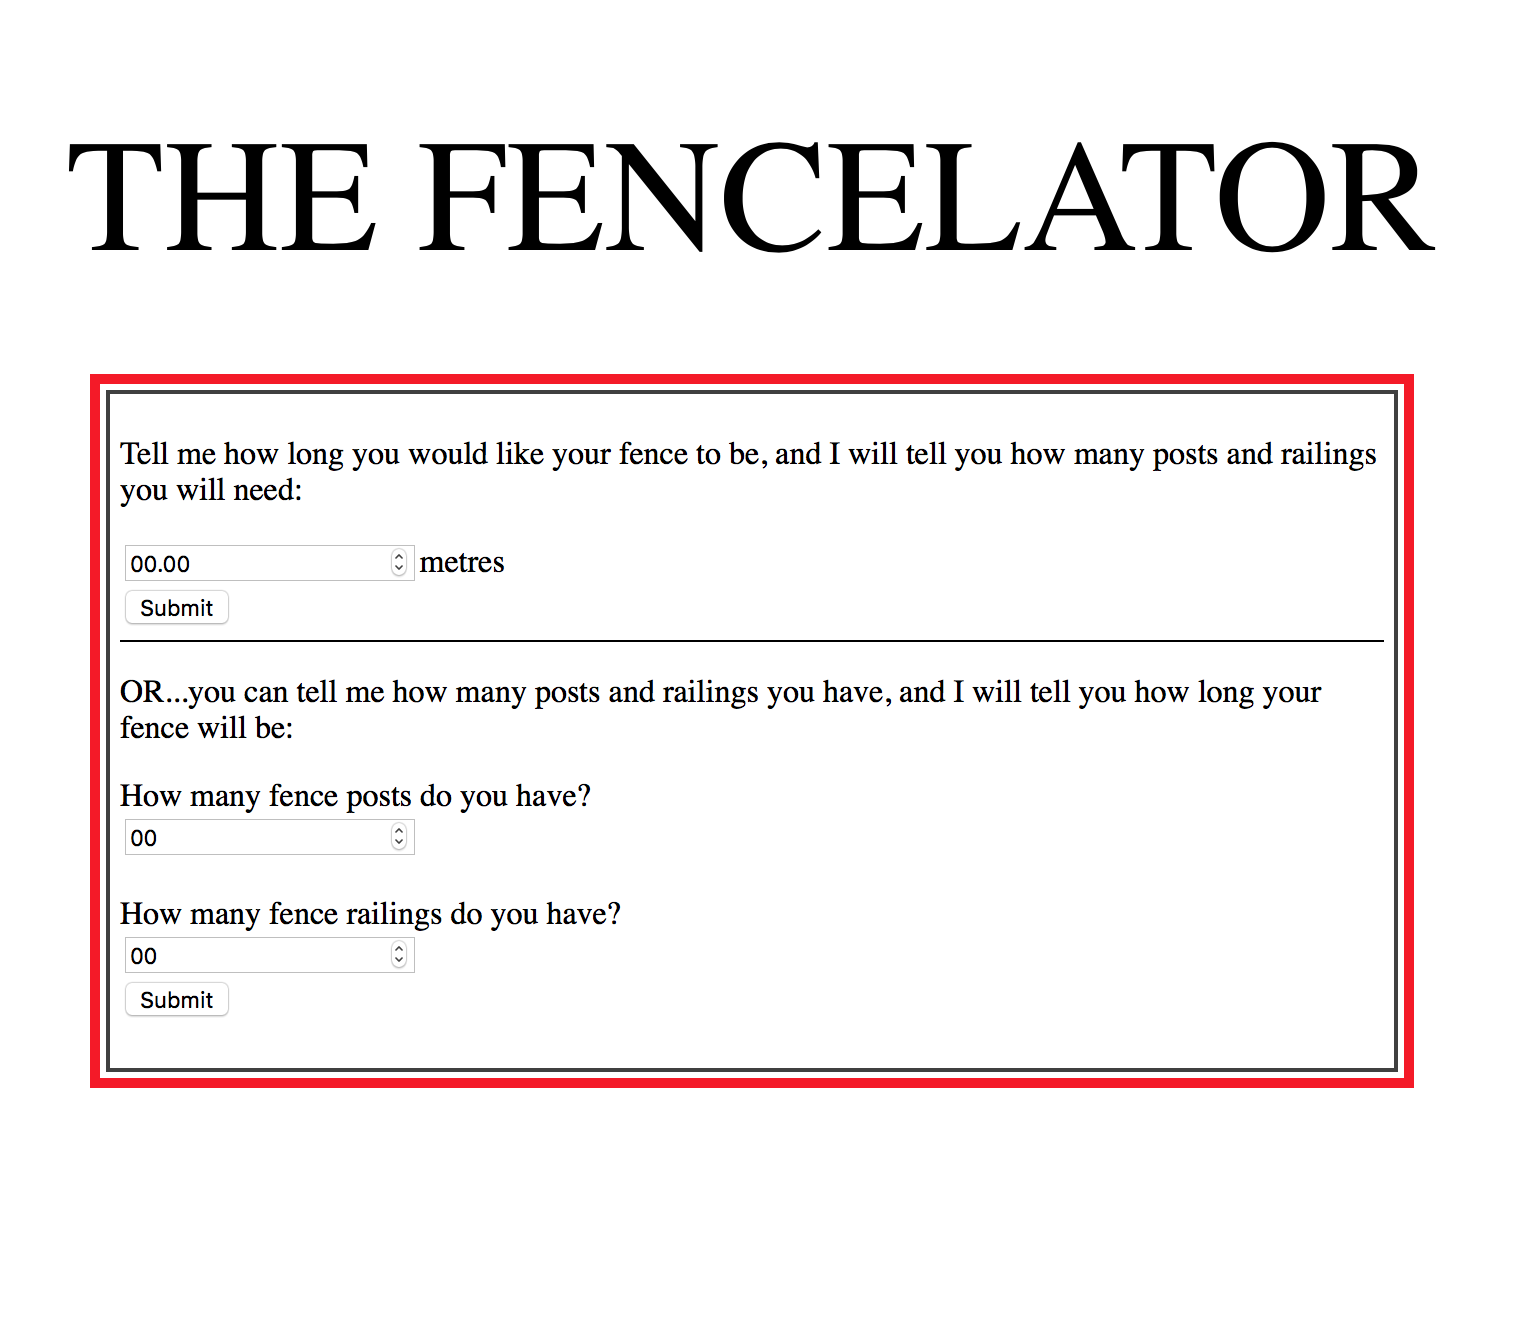 THE FENCELATOR
Tell me how long you would like your fence to be, and I will tell you how many posts and railings
you will need:
00.00 metres
Submit
OR...you can tell me how many posts and railings you have, and I will tell you how long your
fence will be:
How many fence posts do you have?
00
How many fence railings do you have?
00
Submit